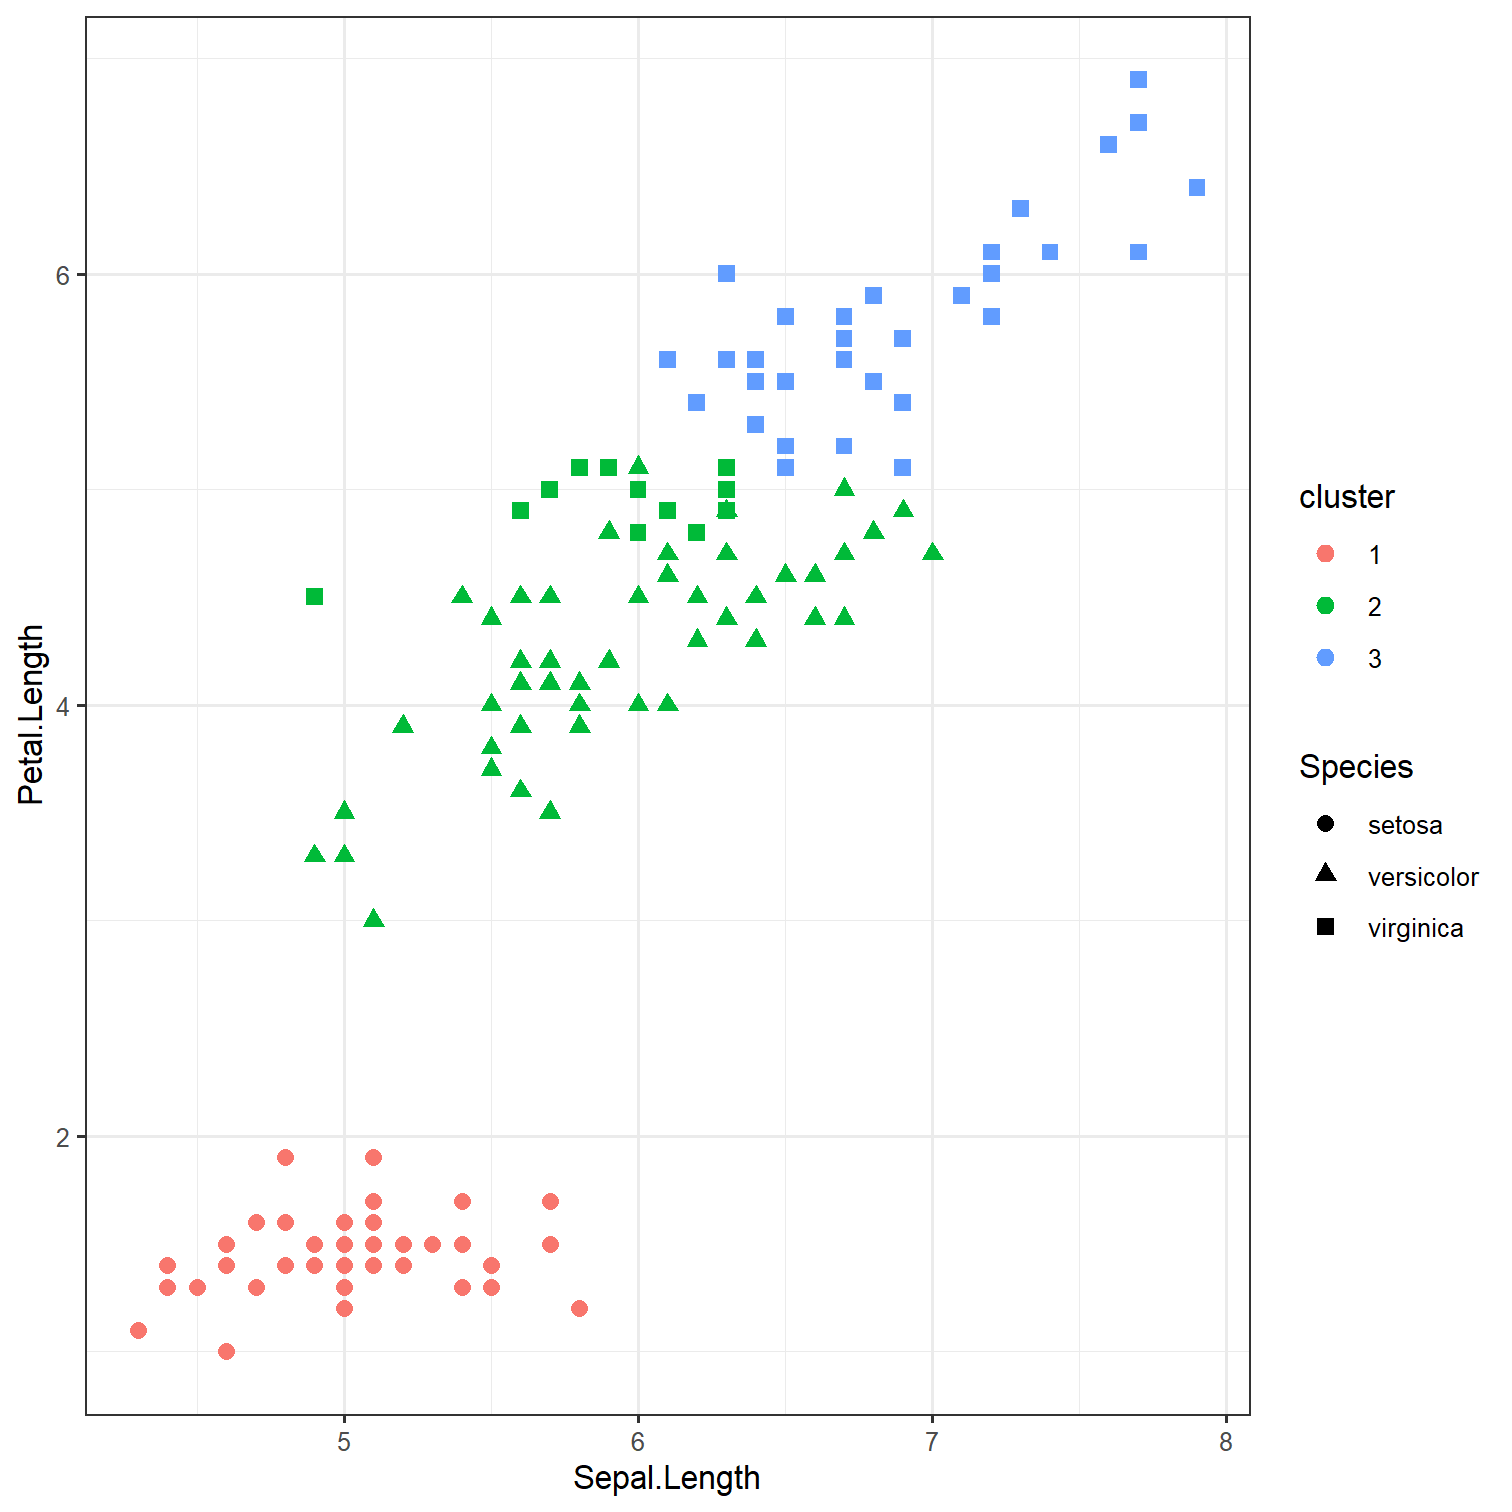 6
4
2
5 6 7 8
Sepal.Length
Petal.Length
cluster
1
2
3
Species
setosa
versicolor
virginica